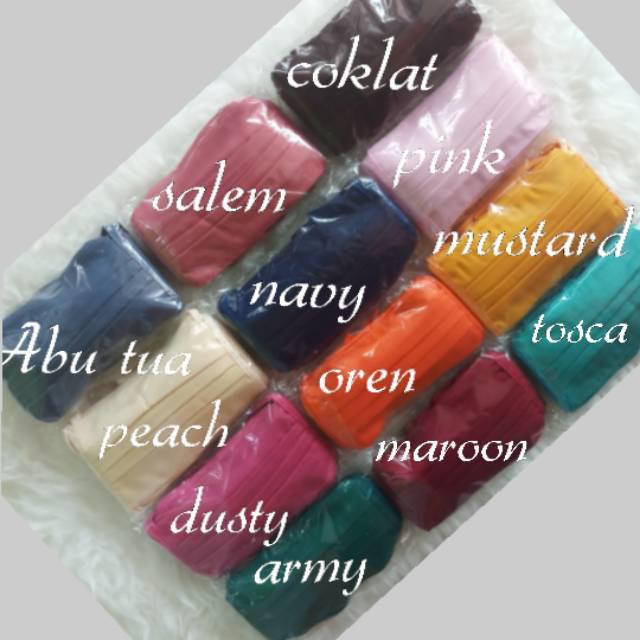 coklat
pink
salem
mustard
navy
tosca
Abu tua
oren
peach
maroon
dusty
army